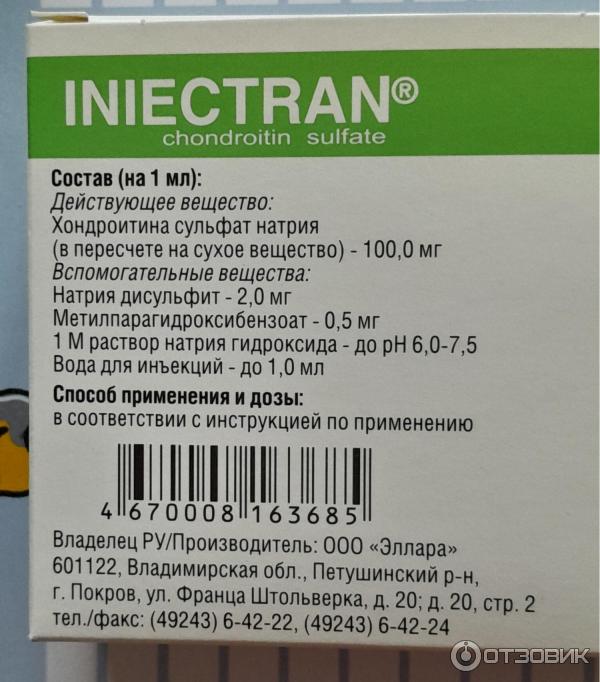 INIECTRAN®
chondroitin sulfate
Состав (на 1 мл):
Действующее вещество:
Хондроитина сульфат натрия
(в пересчете на сухое вещество) - 100,0 мг
Вспомогательные вещества:
Натрия дисульфит - 2,0 мг
Метилпарагидроксибензоат - 0,5 мг
1 М раствор натрия гидроксида - до pH 6,0-7,5
Вода для инъекций - до 1,0 мл
Способ применения и дозы:
в соответствии с инструкцией по применению
4 670008 163685
Владелец РУ/Производитель: ООО «Эллара»
601122, Владимирская обл., Петушинский р-н,
г. Покров, ул. Франца Штольверка, д. 20; д. 20, стр. 2
тел./факс: (49243) 6-42-22, (49243) 6-42-24
ОТЗОВИК